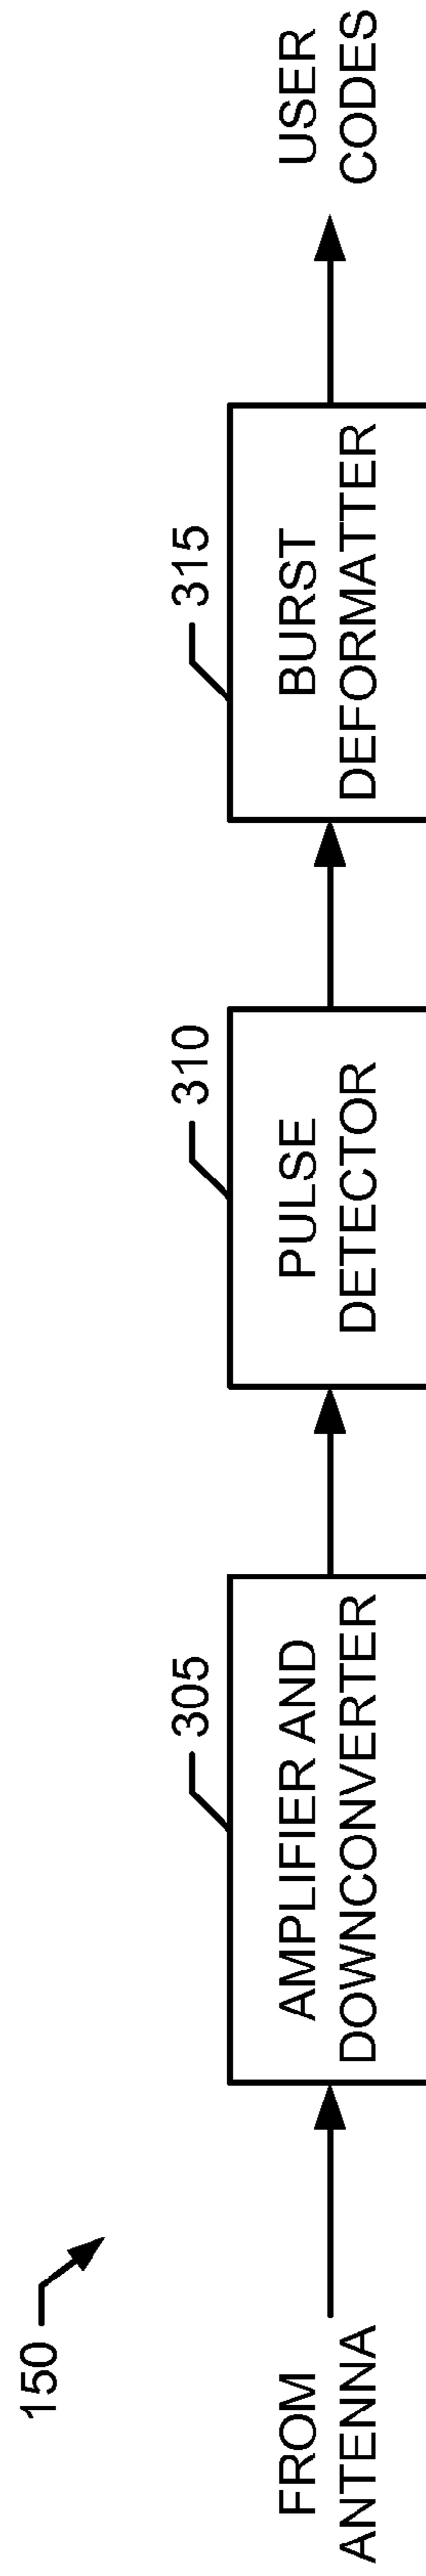 150
FROM
ANTENNA
305
AMPLIFIER AND
DOWNCONVERTER
310
PULSE
DETECTOR
315
BURST
DEFORMATTER
USER
CODES